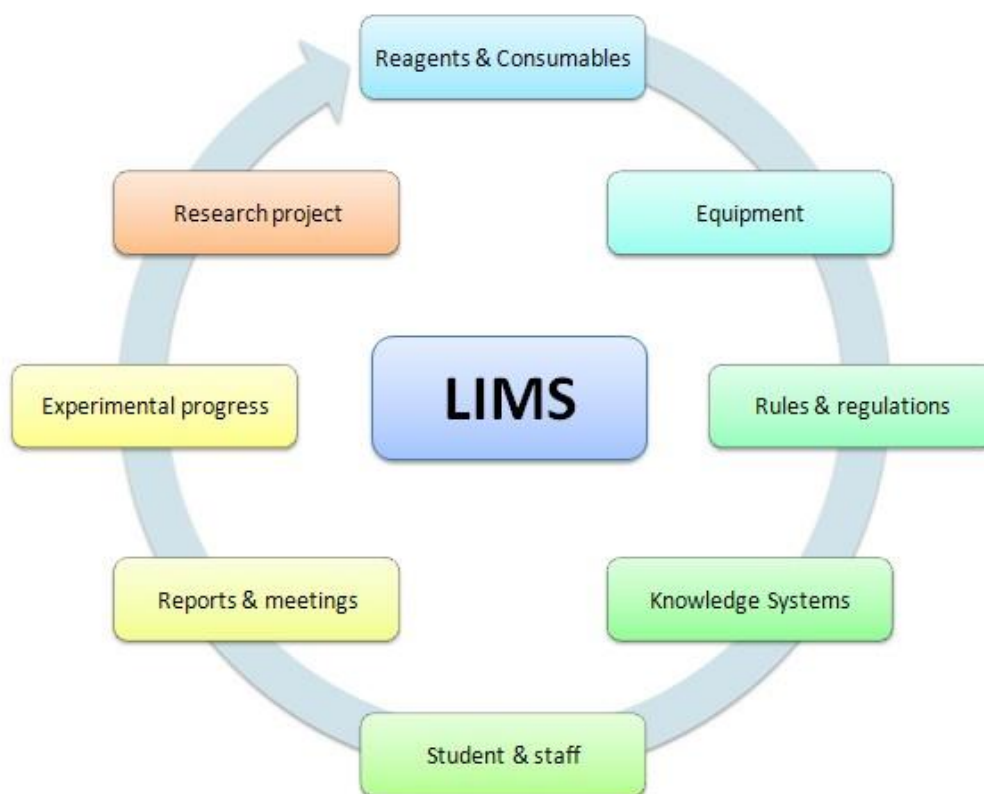 Reagents & Consumables
Equipment
Rules & regulations
Knowledge Systems
Student & staff
Reports & meetings
Experimental progress
Research project
LIMS